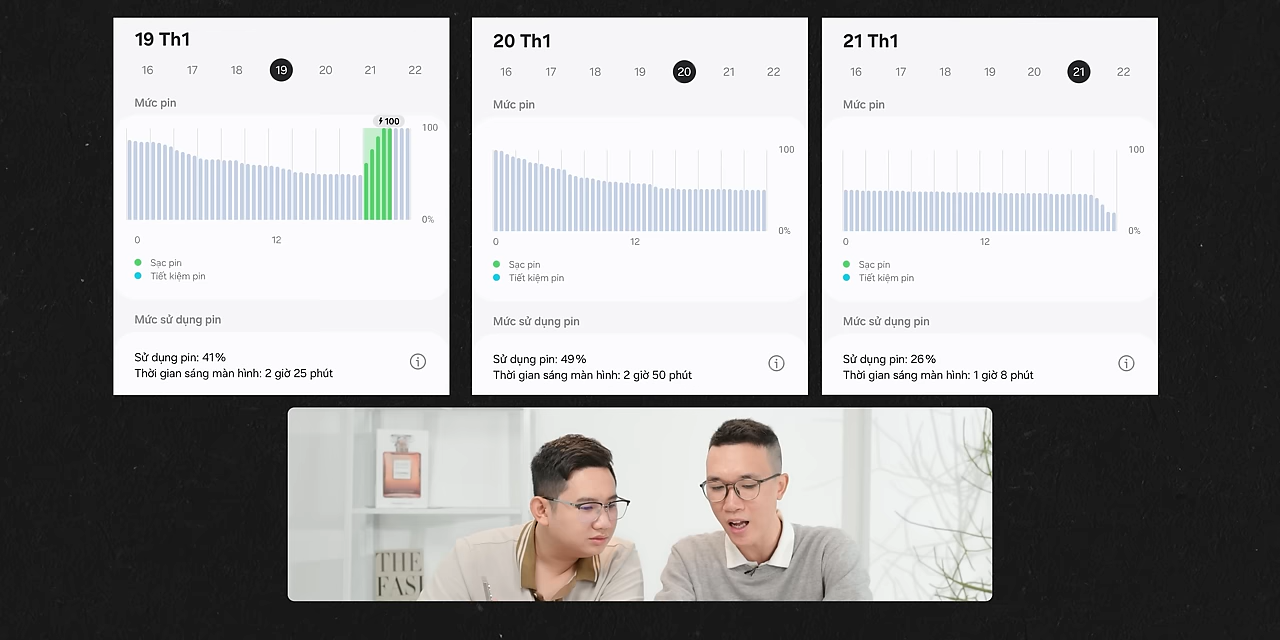 19 Th1
16 17 18 19 20 21 22
Mức pin
100
100
0%
0 12
Sạc pin
Tiết kiệm pin
Mức sử dụng pin
Sử dụng pin: 41%
Thời gian sáng màn hình: 2 giờ 25 phút
20 Th1
16 17 18 19 20 21 22
Mức pin
100
0%
0 12
Sạc pin
Tiết kiệm pin
Mức sử dụng pin
Sử dụng pin: 49%
Thời gian sáng màn hình: 2 giờ 50 phút
21 Th1
16 17 18 19 20 21 22
Mức pin
100
0%
0 12
Sạc pin
Tiết kiệm pin
Mức sử dụng pin
Sử dụng pin: 26%
Thời gian sáng màn hình: 1 giờ 8 phút
THE
FASH